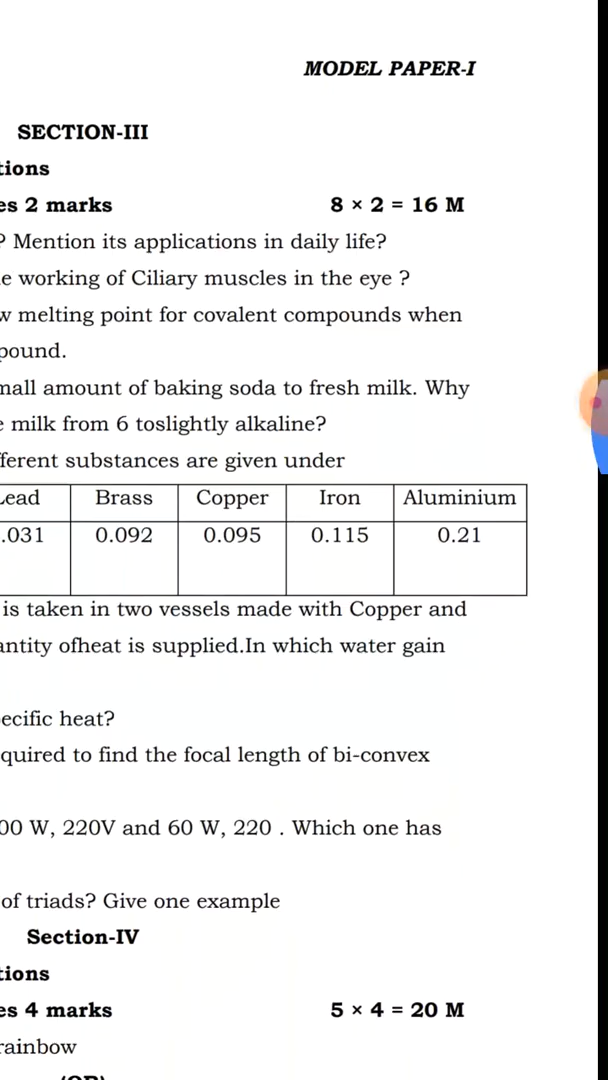 MODEL PAPER-I
SECTION-III
tions
es 2 marks 8 × 2 = 16 M
? Mention its applications in daily life?
e working of Ciliary muscles in the eye ?
w melting point for covalent compounds when
pound.
mall amount of baking soda to fresh milk. Why
e milk from 6 toslightly alkaline?
fferent substances are given under
Lead Brass Copper Iron Aluminium
.031 0.092 0.095 0.115 0.21
is taken in two vessels made with Copper and
antity ofheat is supplied.In which water gain
ecific heat?
quired to find the focal length of bi-convex
00 W, 220V and 60 W, 220 . Which one has
of triads? Give one example
Section-IV
tions
es 4 marks 5 × 4 = 20 M
rainbow
(OR)